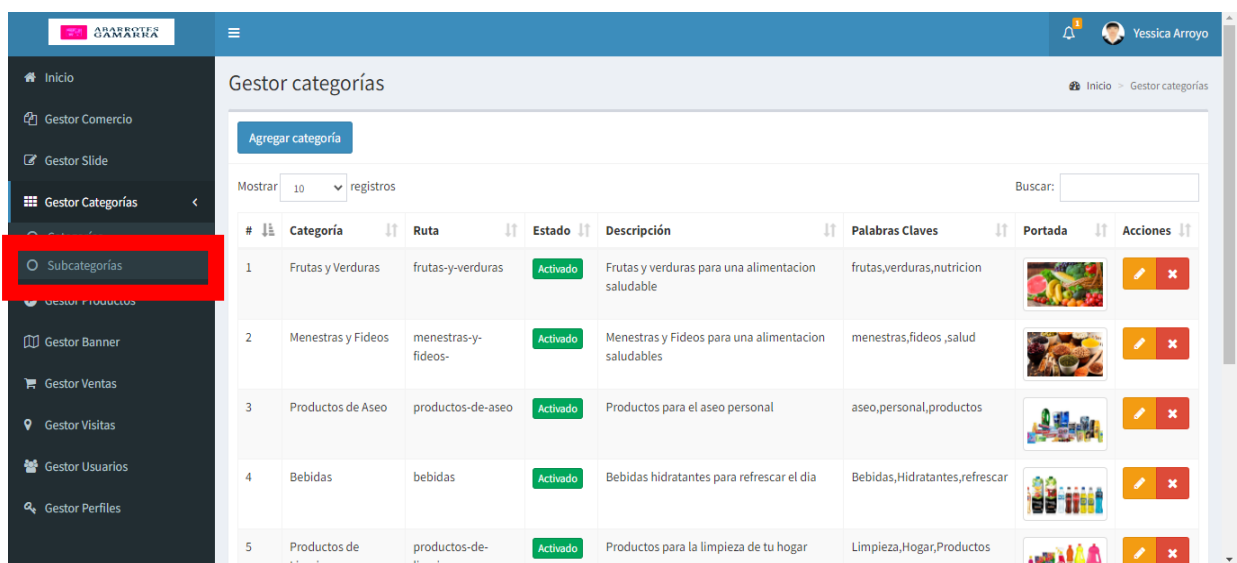 ABARROTES
GAMARRA
1
Yessica Arroyo
Inicio
Gestor Comercio
Gestor Slide
Gestor Categorías
Subcategorías
Gestor Productos
Gestor Banner
Gestor Ventas
Gestor Visitas
Gestor Usuarios
Gestor Perfiles
Gestor categorías
Inicio > Gestor categorías
Agregar categoría
Mostrar 10 registros
Buscar:
# Categoría Ruta Estado Descripción Palabras Claves Portada Acciones
1 Frutas y Verduras frutas-y-verduras Activado Frutas y verduras para una alimentacion frutas,verduras,nutricion
saludable
2 Menestras y Fideos menestras-y- Activado Menestras y Fideos para una alimentacion menestras,fideos ,salud
fideos- saludables
3 Productos de Aseo productos-de-aseo Activado Productos para el aseo personal aseo,personal,productos
4 Bebidas bebidas Activado Bebidas hidratantes para refrescar el dia Bebidas,Hidratantes,refrescar
5 Productos de productos-de- Activado Productos para la limpieza de tu hogar Limpieza,Hogar,Productos